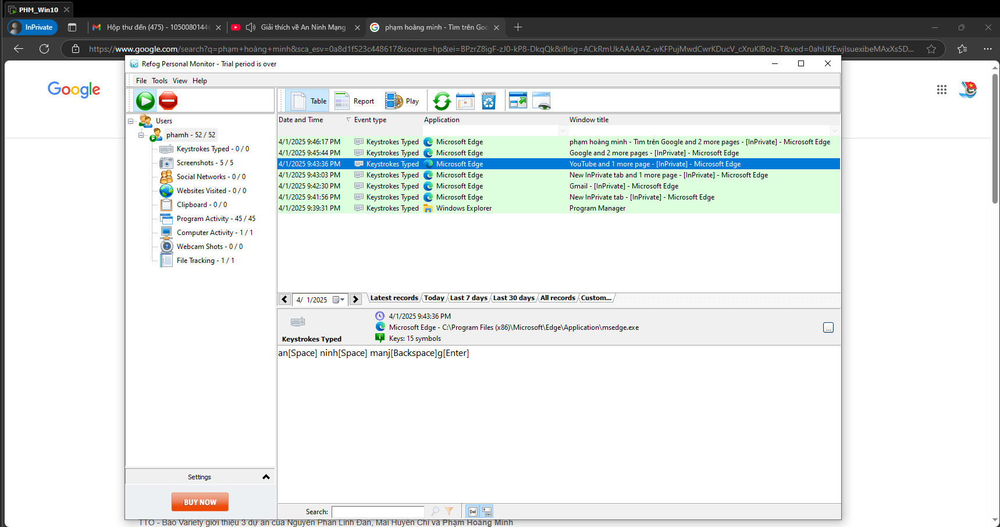 PHM_Win10
InPrivate
Hộp thư đến (475) - 1050080144
Giải thích về An Ninh Mạng -
phạm hoàng minh - Tìm trên Goo
https://www.google.com/search?q=phạm+hoàng+minh&sca_esv=0a8d1f523c448617&source=hp&ei=BPzrZ8igF-zJ0-kP8-DkqQk&iflsig=ACkRmUkAAAAAZ-wKFPujMwdCwrKDucV_cXruKlBolz-T&ved=0ahUKEwjIsuexibeMAxXs5D...
Google
Refog Personal Monitor - Trial period is over
File Tools View Help
Table Report Play
Users
phamh - 52 / 52
Keystrokes Typed - 0 / 0
Screenshots - 5 / 5
Social Networks - 0 / 0
Websites Visited - 0 / 0
Clipboard - 0 / 0
Program Activity - 45 / 45
Computer Activity - 1 / 1
Webcam Shots - 0 / 0
File Tracking - 1 / 1
Date and Time Event type Application Window title
4/1/2025 9:46:17 PM Keystrokes Typed Microsoft Edge phạm hoàng minh - Tìm trên Google and 2 more pages - [InPrivate] - Microsoft Edge
4/1/2025 9:45:44 PM Keystrokes Typed Microsoft Edge Google and 2 more pages - [InPrivate] - Microsoft Edge
4/1/2025 9:43:36 PM Keystrokes Typed Microsoft Edge YouTube and 1 more page - [InPrivate] - Microsoft Edge
4/1/2025 9:43:03 PM Keystrokes Typed Microsoft Edge New InPrivate tab and 1 more page - [InPrivate] - Microsoft Edge
4/1/2025 9:42:30 PM Keystrokes Typed Microsoft Edge Gmail - [InPrivate] - Microsoft Edge
4/1/2025 9:41:56 PM Keystrokes Typed Microsoft Edge New InPrivate tab - [InPrivate] - Microsoft Edge
4/1/2025 9:39:31 PM Keystrokes Typed Windows Explorer Program Manager
4/ 1/2025 Latest records Today Last 7 days Last 30 days All records Custom...
4/1/2025 9:43:36 PM
Microsoft Edge - C:\Program Files (x86)\Microsoft\Edge\Application\msedge.exe
...
Keystrokes Typed
Keys: 15 symbols
an[Space] ninh[Space] manj[Backspace]g[Enter]
Settings
BUY NOW
Search:
Del
TTO - Báo Variety giới thiệu 3 dự án của Nguyễn Phan Linh Đan, Mai Huyền Chi và Phạm Hoàng Minh